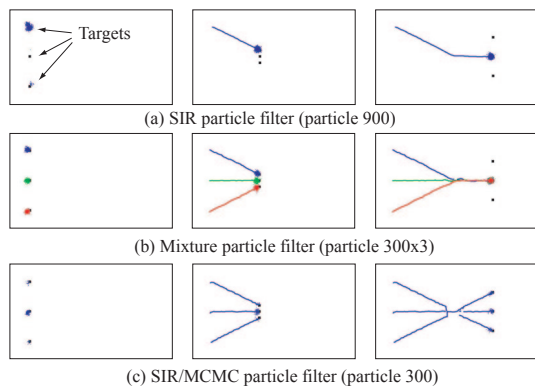 Targets
(a) SIR particle filter (particle 900)
(b) Mixture particle filter (particle 300x3)
(c) SIR/MCMC particle filter (particle 300)